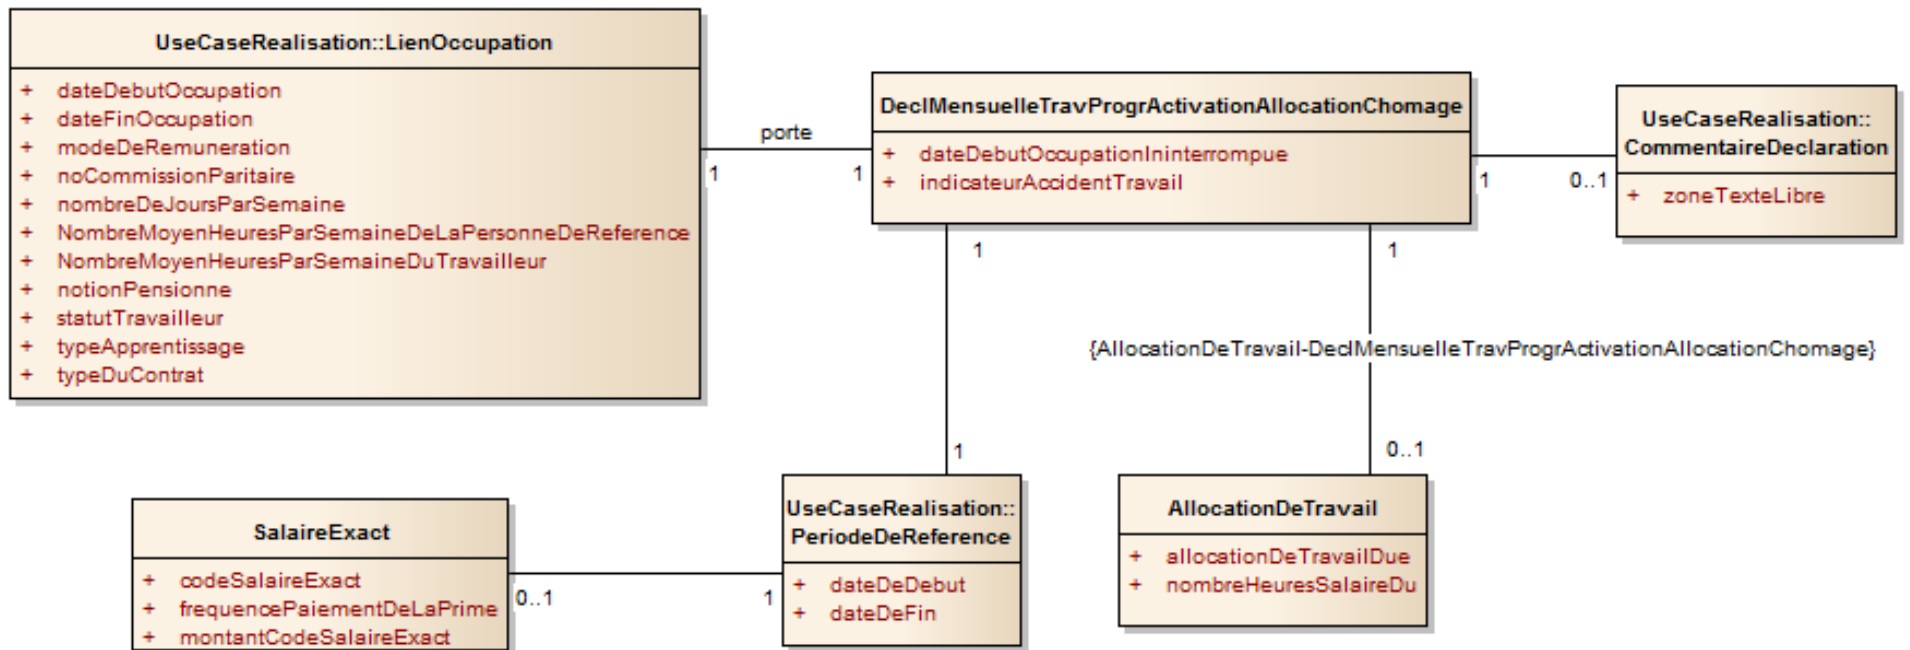 UseCaseRealisation::LienOccupation
+ dateDebutOccupation
+ dateFinOccupation
+ modeDeRemuneration
+ noCommissionParitaire
+ nombreDeJoursParSemaine
+ NombreMoyenHeuresParSemaineDeLaPersonneDeReference
+ NombreMoyenHeuresParSemaineDuTravailleur
+ notionPensionne
+ statutTravailleur
+ typeApprentissage
+ typeDuContrat
porte
1
1
DeclMensuelleTravProgrActivationAllocationChomage
+ dateDebutOccupationIninterrompue
+ indicateurAccidentTravail
1
0..1
UseCaseRealisation::
CommentaireDeclaration
+ zoneTexteLibre
1
1
{AllocationDeTravail-DeclMensuelleTravProgrActivationAllocationChomage}
1
0..1
SalaireExact
+ codeSalaireExact
+ frequencePaiementDeLaPrime
+ montantCodeSalaireExact
0..1
1
UseCaseRealisation::
PeriodeDeReference
+ dateDeDebut
+ dateDeFin
AllocationDeTravail
+ allocationDeTravailDue
+ nombreHeuresSalaireDu